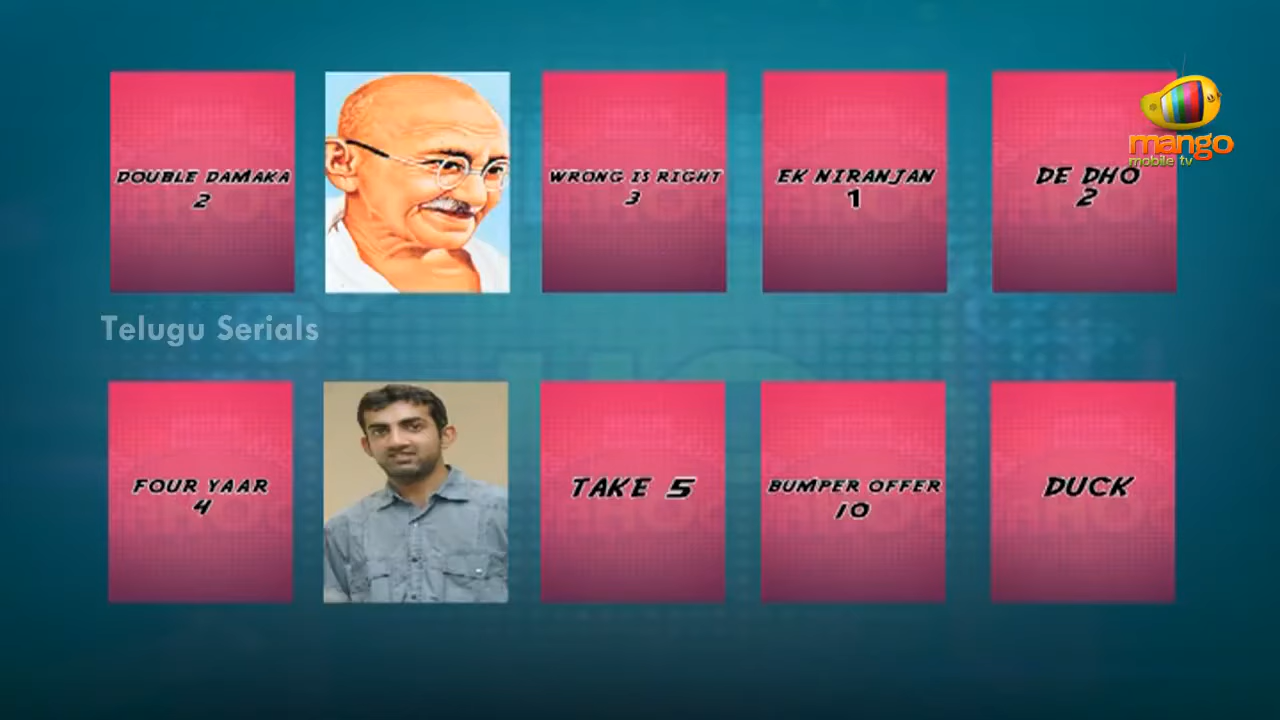 DOUBLE DAMAKA
2
WRONG IS RIGHT
3
EK NIRANJAN
1
DE DHO
2
mango
mobile tv
Telugu Serials
FOUR YAAR
4
TAKE 5
BUMPER OFFER
10
DUCK